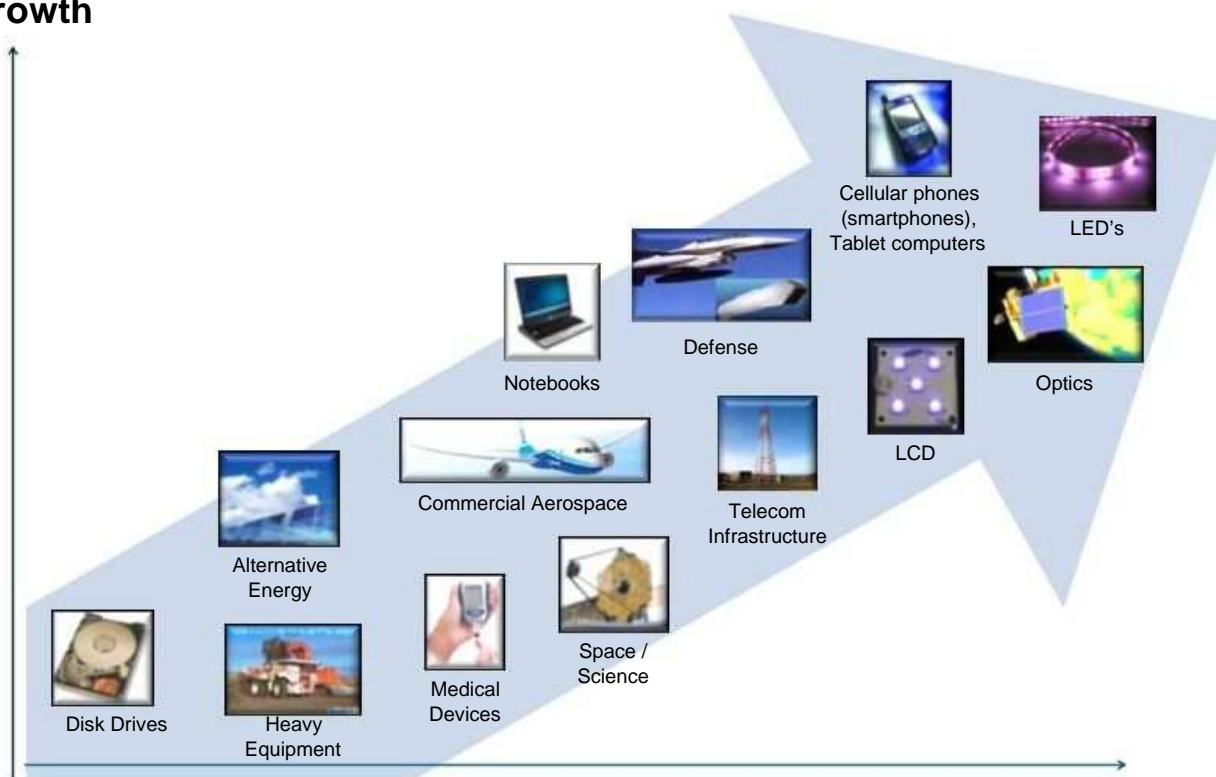 rowth
Cellular phones
(smartphones),
Tablet computers
LED's
Defense
Notebooks
Optics
LCD
Commercial Aerospace
Telecom
Infrastructure
Alternative
Energy
Space /
Science
Medical
Devices
Disk Drives
Heavy
Equipment